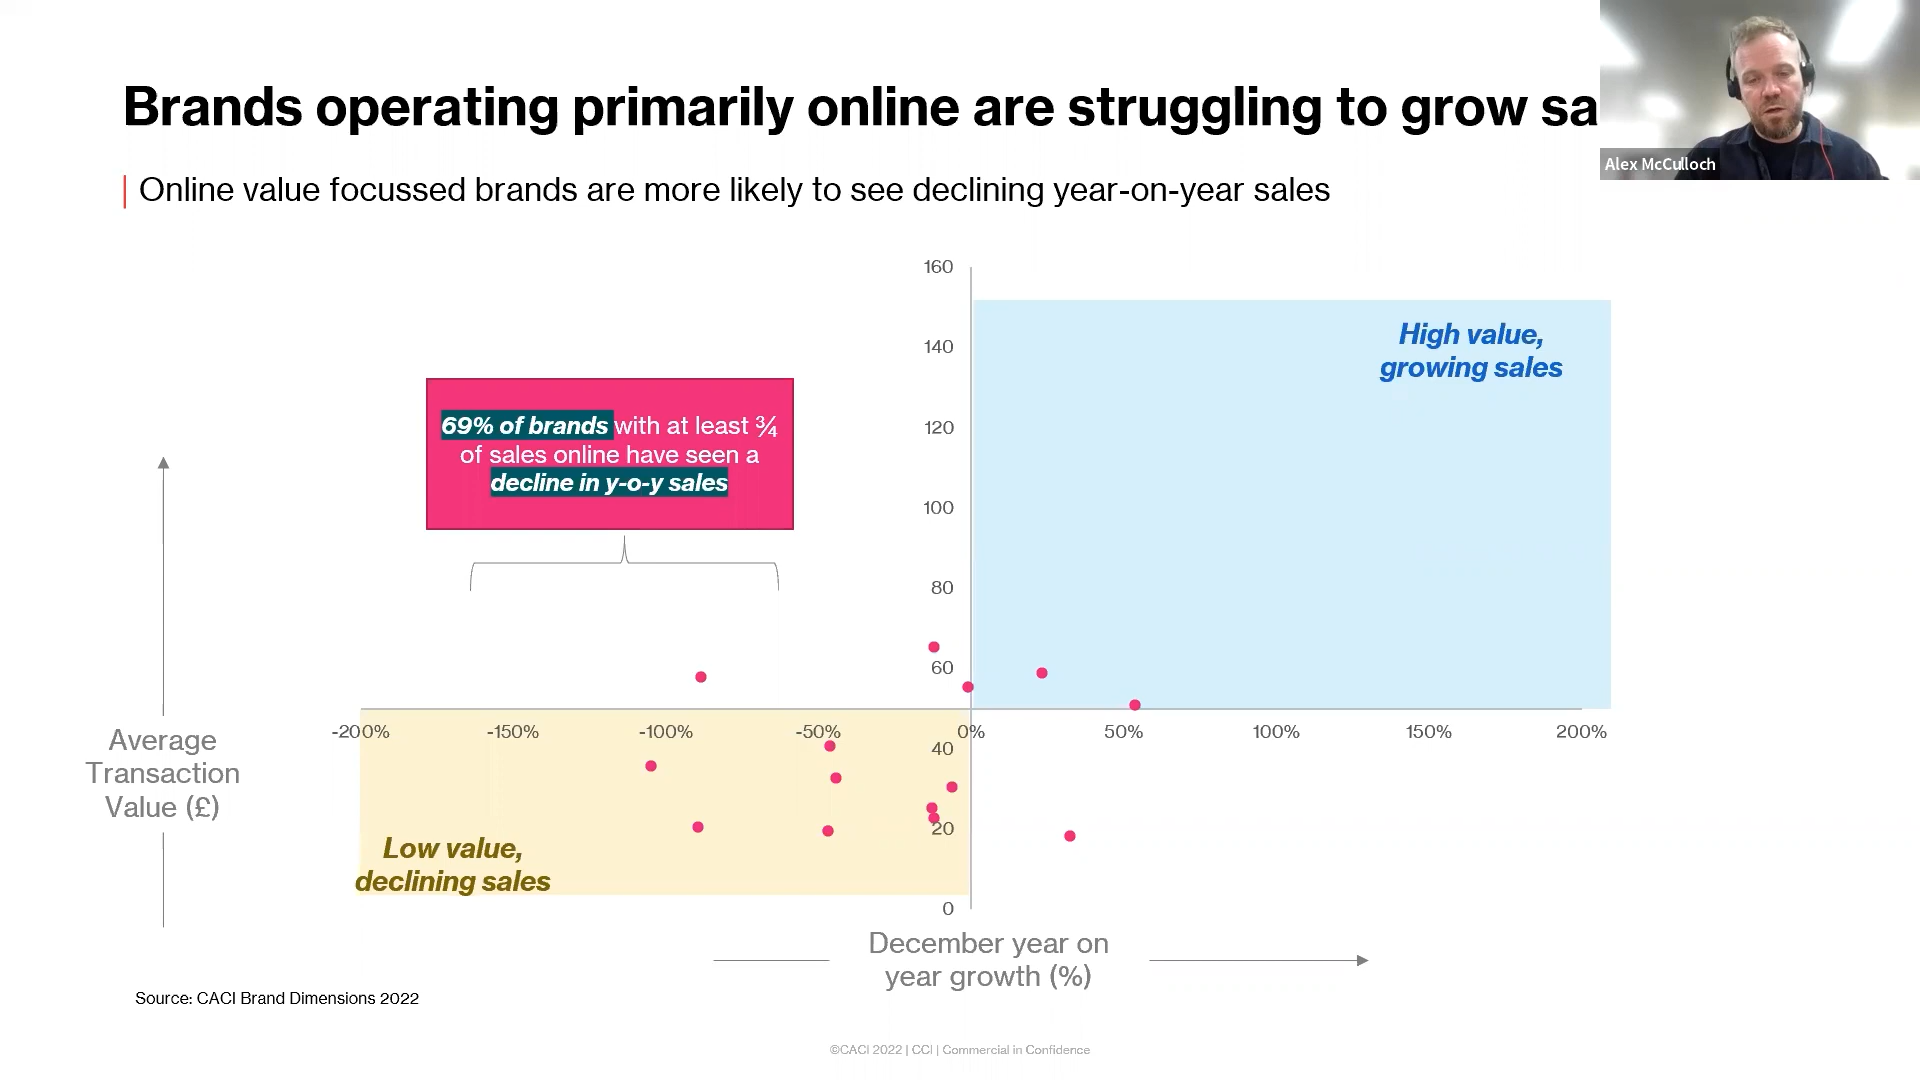 Brands operating primarily online are struggling to grow sa
Alex McCulloch
Online value focussed brands are more likely to see declining year-on-year sales
160
High value,
growing sales
140
69% of brands with at least ¾
of sales online have seen a
decline in y-o-y sales
120
100
80
60
-200%
-150%
-100%
-50%
0%
50%
100%
150%
200%
40
Average
Transaction
Value (£)
20
Low value,
declining sales
0
December year on
year growth (%)
Source: CACI Brand Dimensions 2022
©CACI 2022 | CCI | Commercial in Confidence